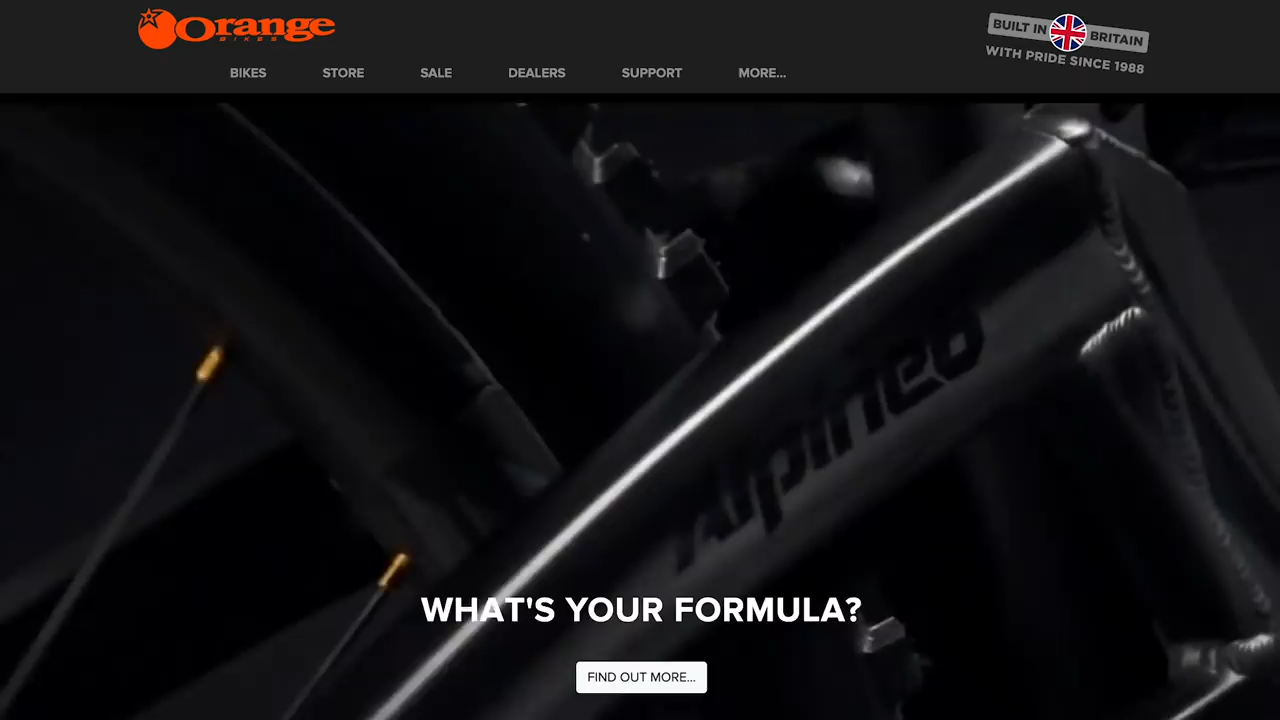 Orange
BIKES
BUILT IN BRITAIN
WITH PRIDE SINCE 1988
BIKES STORE SALE DEALERS SUPPORT MORE...
Alpine6
WHAT'S YOUR FORMULA?
FIND OUT MORE...